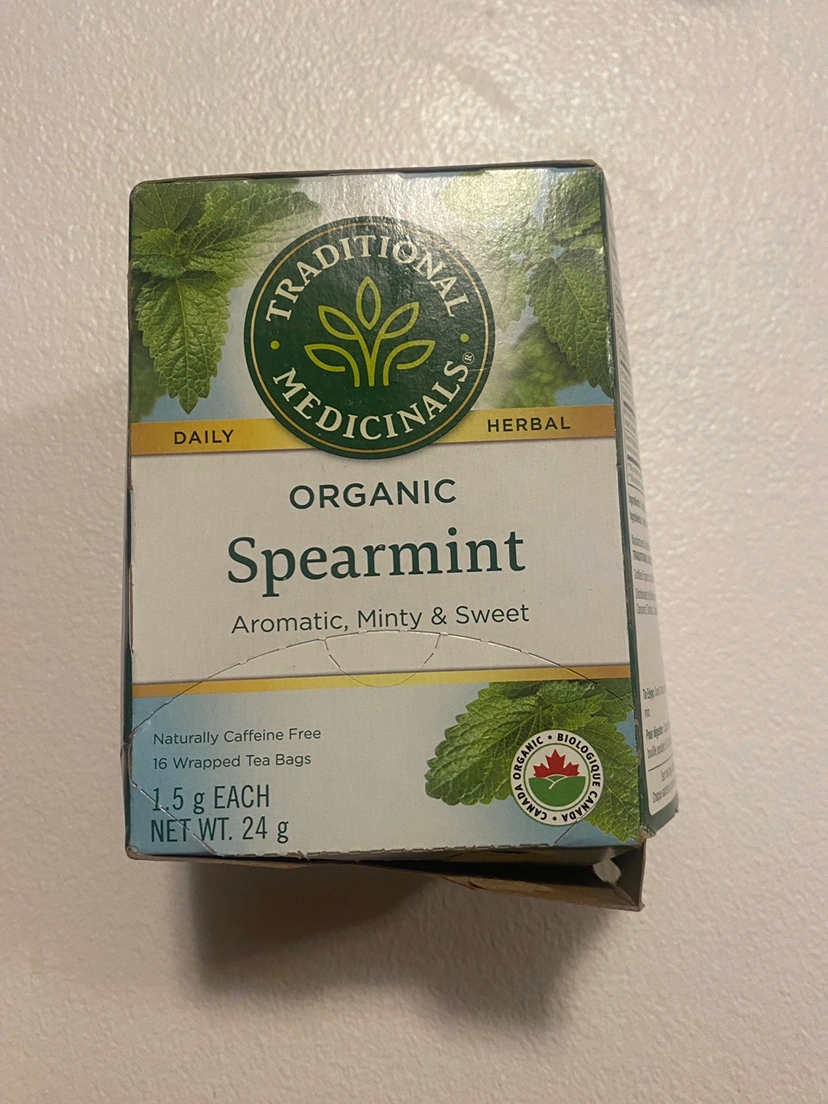 TRADITIONAL
MEDICINALS®
DAILY
HERBAL
ORGANIC
Spearmint
Aromatic, Minty & Sweet
Naturally Caffeine Free
16 Wrapped Tea Bags
1.5 g EACH
NET WT. 24 g
CANADA ORGANIC • BIOLOGIQUE CANADA •